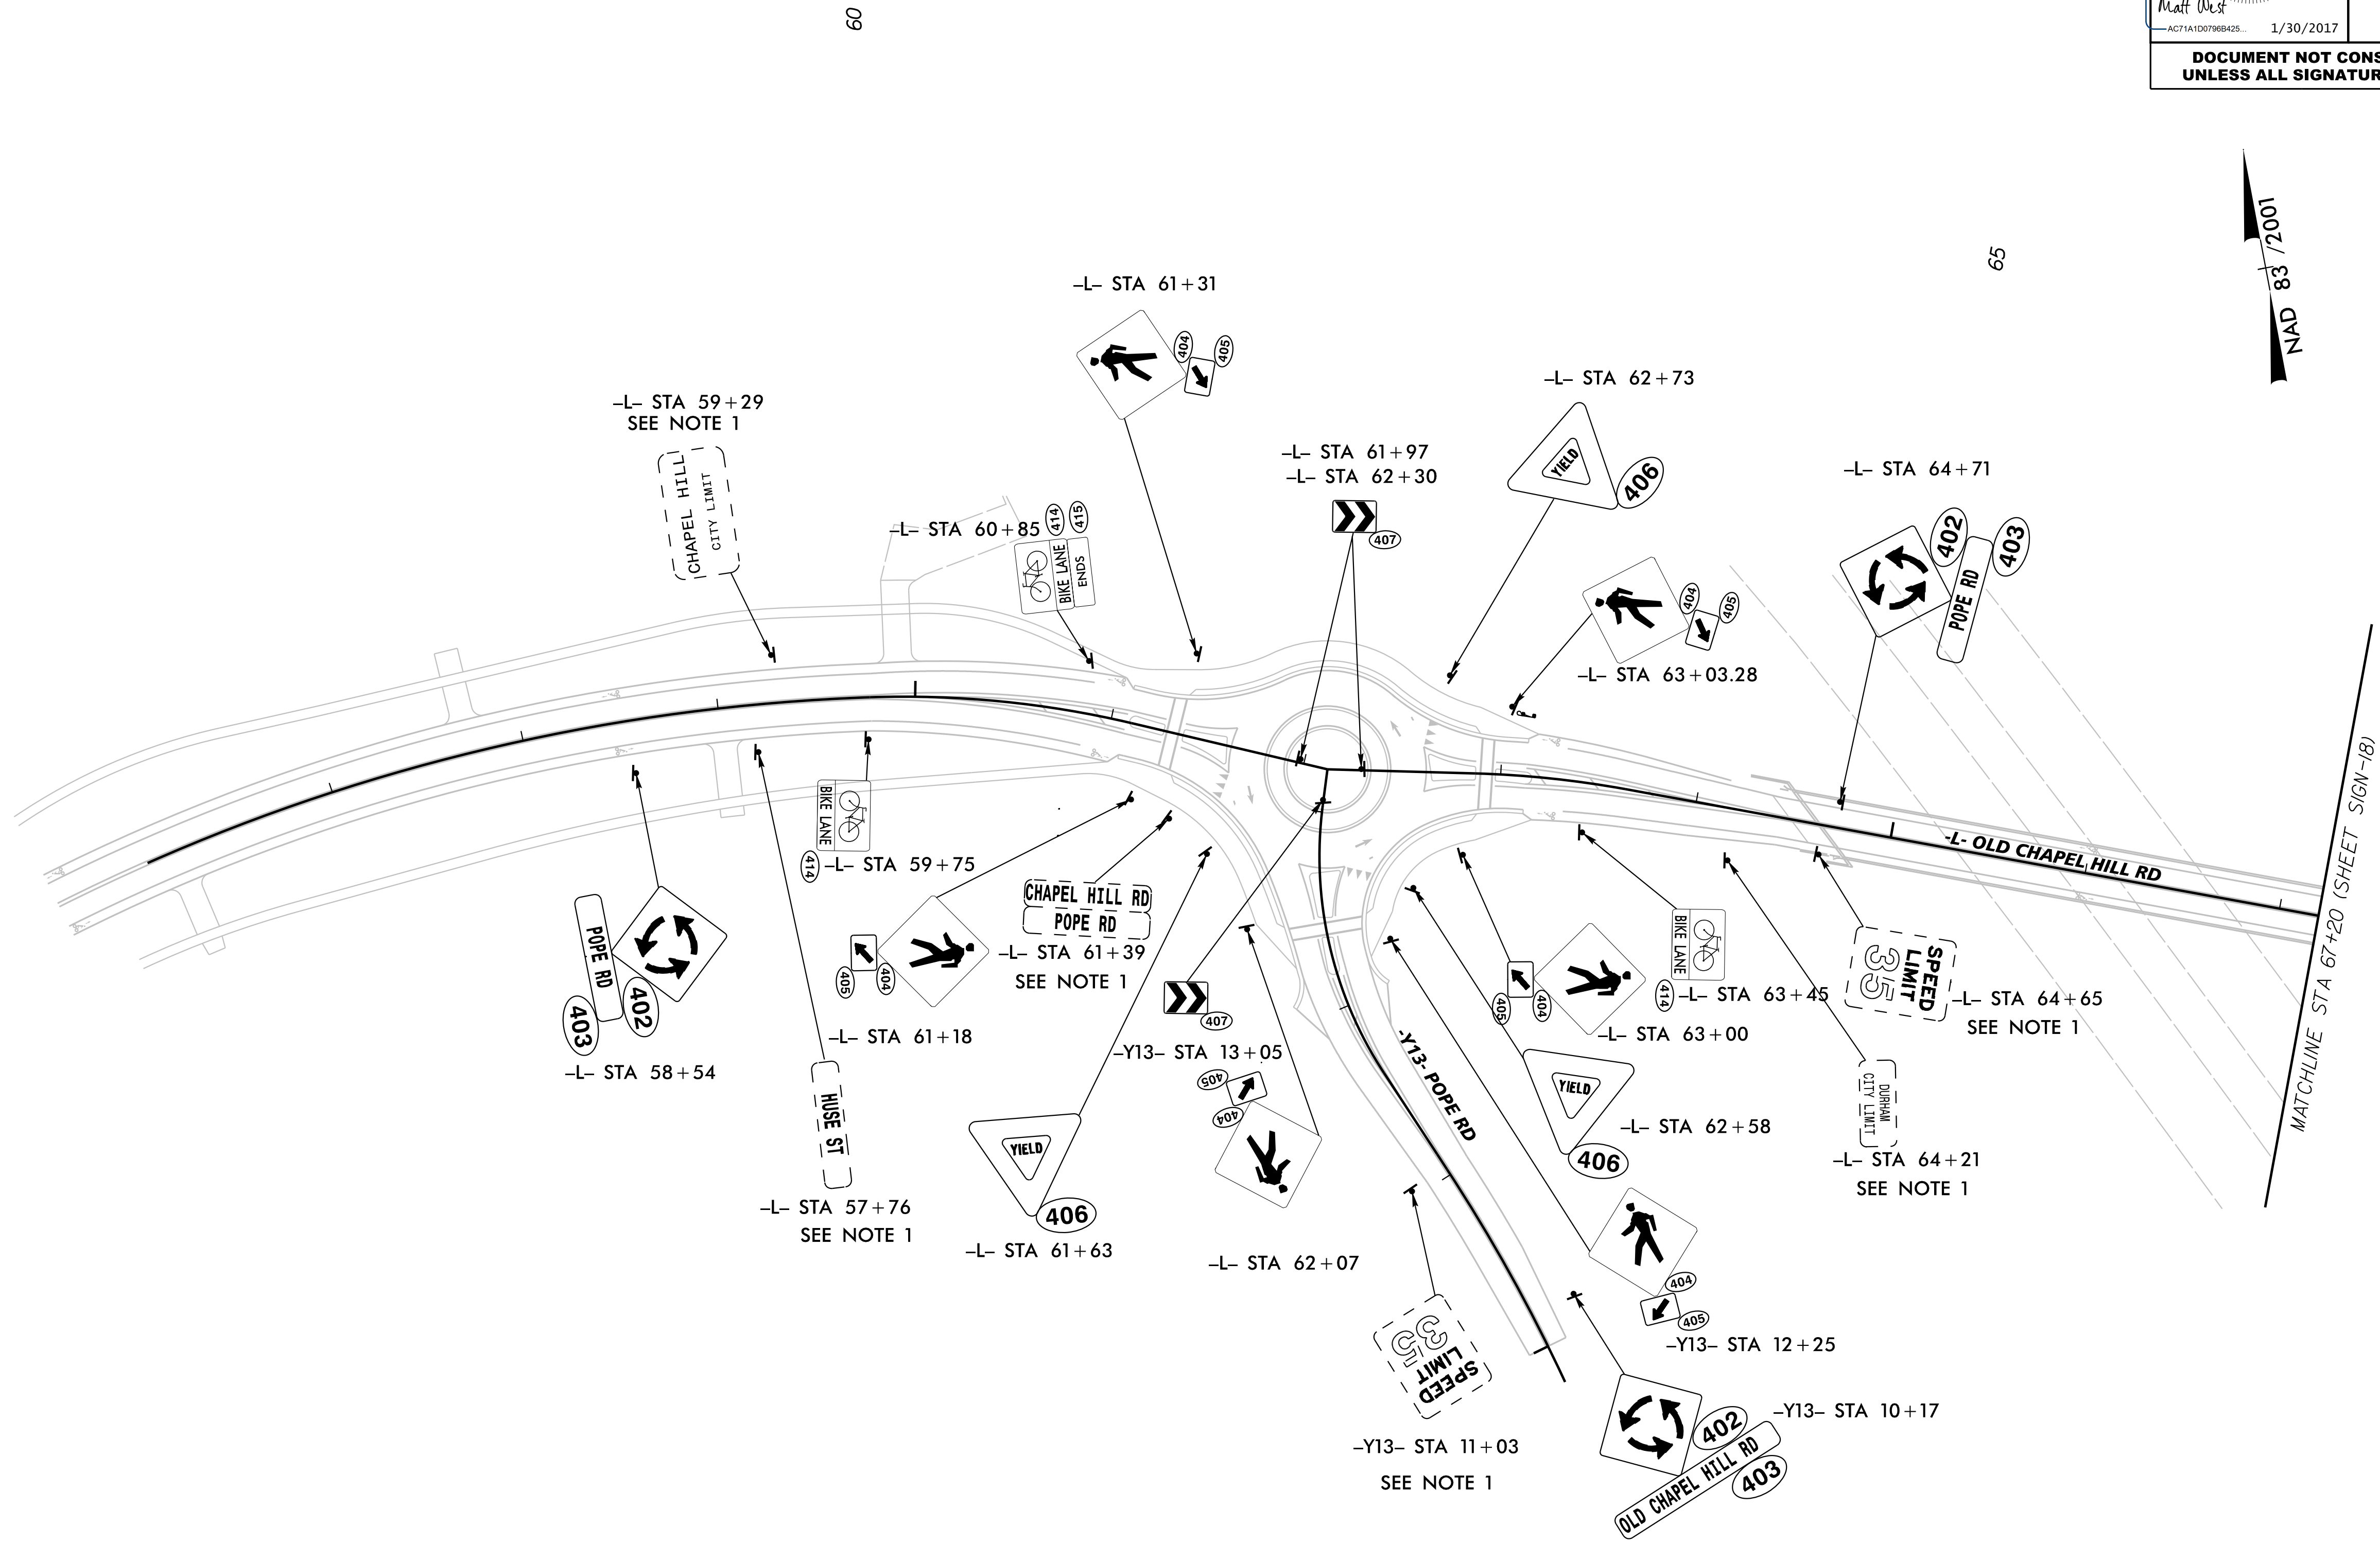 Matt West
AC71A1D0796B425...
1/30/2017
DOCUMENT NOT CONS
UNLESS ALL SIGNATUR
60
65
NAD 83 / 2001
–L– STA 61+31
404
405
–L– STA 59+29
SEE NOTE 1
CHAPEL HILL
CITY LIMIT
–L– STA 60+85
414
415
BIKE LANE
ENDS
–L– STA 61+97
–L– STA 62+30
407
–L– STA 62+73
YIELD
406
404
405
–L– STA 63+03.28
–L– STA 64+71
402
403
POPE RD
-L- OLD CHAPEL HILL RD
MATCHLINE STA 67+20 (SHEET SIGN-18)
POPE RD
403
402
–L– STA 58+54
BIKE LANE
414
–L– STA 59+75
405
404
–L– STA 61+18
CHAPEL HILL RD
POPE RD
–L– STA 61+39
SEE NOTE 1
HUSE ST
–L– STA 57+76
SEE NOTE 1
YIELD
406
–L– STA 61+63
407
–Y13– STA 13+05
405
404
–L– STA 62+07
-Y13- POPE RD
405
404
–L– STA 63+00
BIKE LANE
414
–L– STA 63+45
SPEED
LIMIT
35
–L– STA 64+65
SEE NOTE 1
YIELD
406
–L– STA 62+58
DURHAM
CITY LIMIT
–L– STA 64+21
SEE NOTE 1
404
405
–Y13– STA 12+25
SPEED
LIMIT
35
–Y13– STA 11+03
SEE NOTE 1
402
–Y13– STA 10+17
OLD CHAPEL HILL RD
403